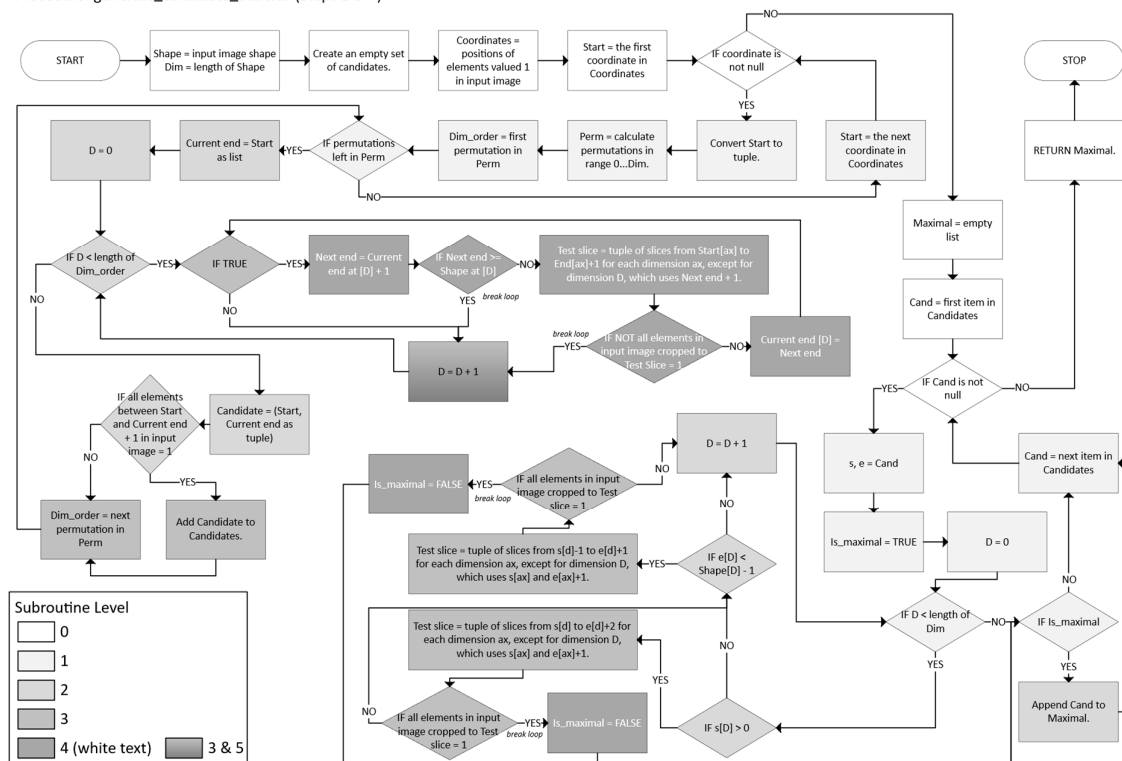 NO
START
Shape = input image shape
Dim = length of Shape
Create an empty set
of candidates.
Coordinates =
positions of
elements valued 1
in input image
Start = the first
coordinate in
Coordinates
IF coordinate is
not null
STOP
YES
D = 0
Current end = Start
as list
YES
IF permutations
left in Perm
Dim_order = first
permutation in
Perm
Perm = calculate
permutations in
range 0...Dim.
Convert Start to
tuple.
Start = the next
coordinate in
Coordinates
RETURN Maximal.
NO
Maximal = empty
list
IF D < length of
Dim_order
YES
IF TRUE
YES
Next end = Current
end at [D] + 1
IF Next end >=
Shape at [D]
NO
Test slice = tuple of slices from Start[ax] to
End[ax]+1 for each dimension ax, except for
dimension D, which uses Next end + 1.
NO
NO
YES
break loop
Cand = first item in
Candidates
D = D + 1
break loop
YES
IF NOT all elements in
input image cropped to
Test Slice = 1
NO
Current end [D] =
Next end
IF Cand is not
null
NO
YES
IF all elements
between Start
and Current end
+ 1 in input
image = 1
Candidate = (Start,
Current end as
tuple)
NO
YES
Dim_order = next
permutation in
Perm
Add Candidate to
Candidates.
D = D + 1
s, e = Cand
Cand = next item in
Candidates
Is_maximal = FALSE
YES
break loop
IF all elements in input
image cropped to Test
slice = 1
NO
NO
Is_maximal = TRUE
D = 0
NO
Test slice = tuple of slices from s[d]-1 to e[d]+1
for each dimension ax, except for dimension D,
which uses s[ax] and e[ax]+1.
YES
IF e[D] <
Shape[D] - 1
Subroutine Level
0
1
2
3
4 (white text)
3 & 5
Test slice = tuple of slices from s[d] to e[d]+2 for
each dimension ax, except for dimension D,
which uses s[ax] and e[ax]+1.
NO
YES
IF D < length of
Dim
NO
IF Is_maximal
YES
YES
NO
IF all elements in input
image cropped to Test
slice = 1
YES
break loop
Is_maximal = FALSE
IF s[D] > 0
Append Cand to
Maximal.